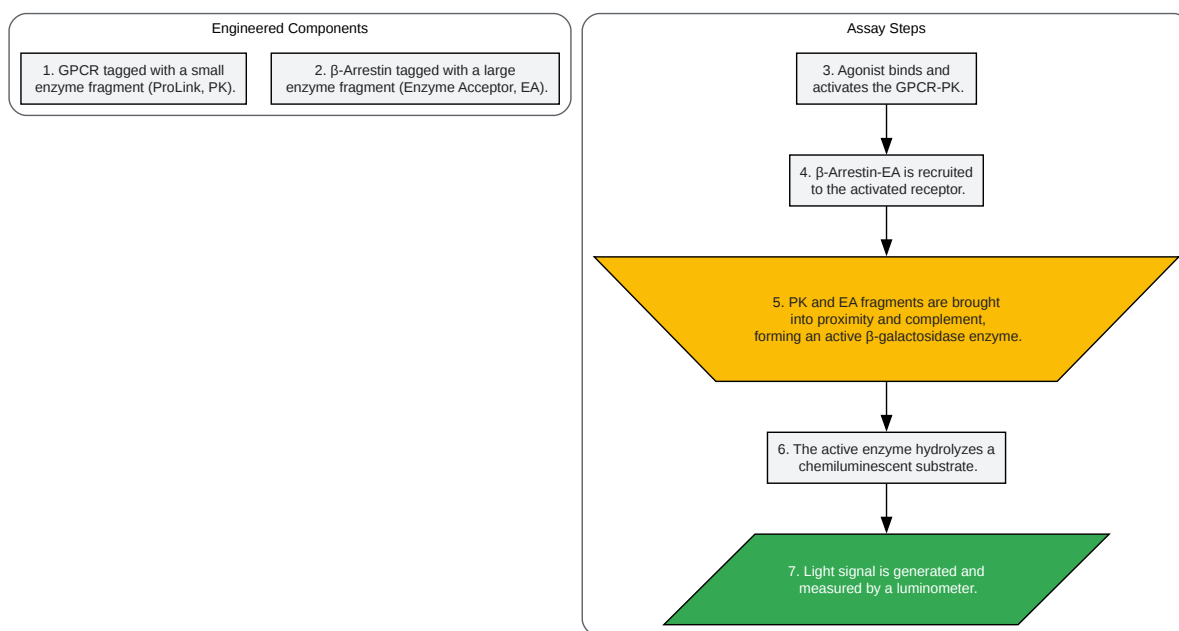 Engineered Components
1. GPCR tagged with a small
enzyme fragment (ProLink, PK).
2. β-Arrestin tagged with a large
enzyme fragment (Enzyme Acceptor, EA).
Assay Steps
3. Agonist binds and
activates the GPCR-PK.
4. β-Arrestin-EA is recruited
to the activated receptor.
5. PK and EA fragments are brought
into proximity and complement,
forming an active β-galactosidase enzyme.
6. The active enzyme hydrolyzes a
chemiluminescent substrate.
7. Light signal is generated and
measured by a luminometer.